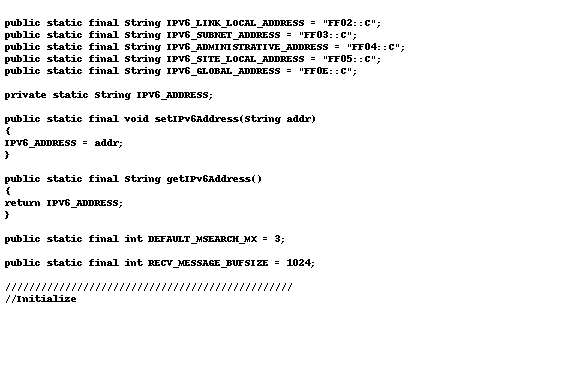 public static final String IPV6_LINK_LOCAL_ADDRESS = "FF02::C";
public static final String IPV6_SUBNET_ADDRESS = "FF03::C";
public static final String IPV6_ADMINISTRATIVE_ADDRESS = "FF04::C";
public static final String IPV6_SITE_LOCAL_ADDRESS = "FF05::C";
public static final String IPV6_GLOBAL_ADDRESS = "FF0E::C";
private static String IPV6_ADDRESS;
public static final void setIPv6Address(String addr)
{
IPV6_ADDRESS = addr;
}
public static final String getIPv6Address()
{
return IPV6_ADDRESS;
}
public static final int DEFAULT_MSEARCH_MX = 3;
public static final int RECV_MESSAGE_BUFSIZE = 1024;
////////////////////////////////////////////////
//Initialize